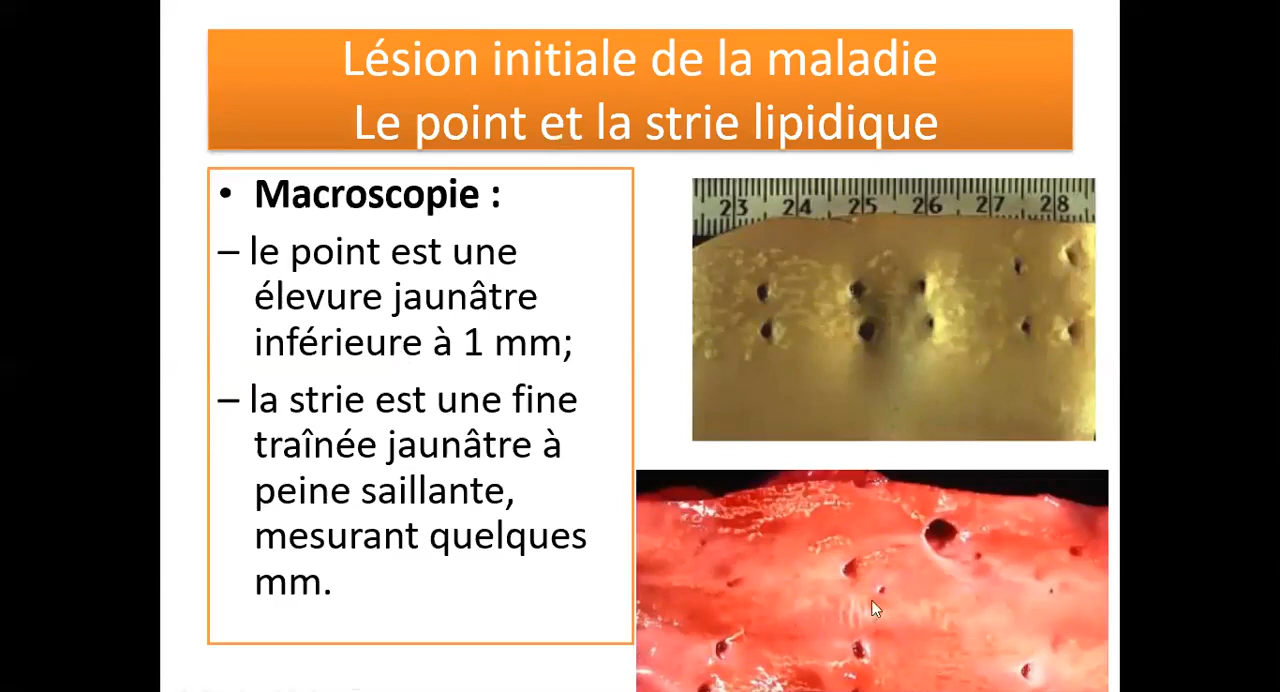 Lésion initiale de la maladie
Le point et la strie lipidique
• Macroscopie :
– le point est une
élevure jaunâtre
inférieure à 1 mm;
– la strie est une fine
traînée jaunâtre à
peine saillante,
mesurant quelques
mm.
23 24 25 26 27 28